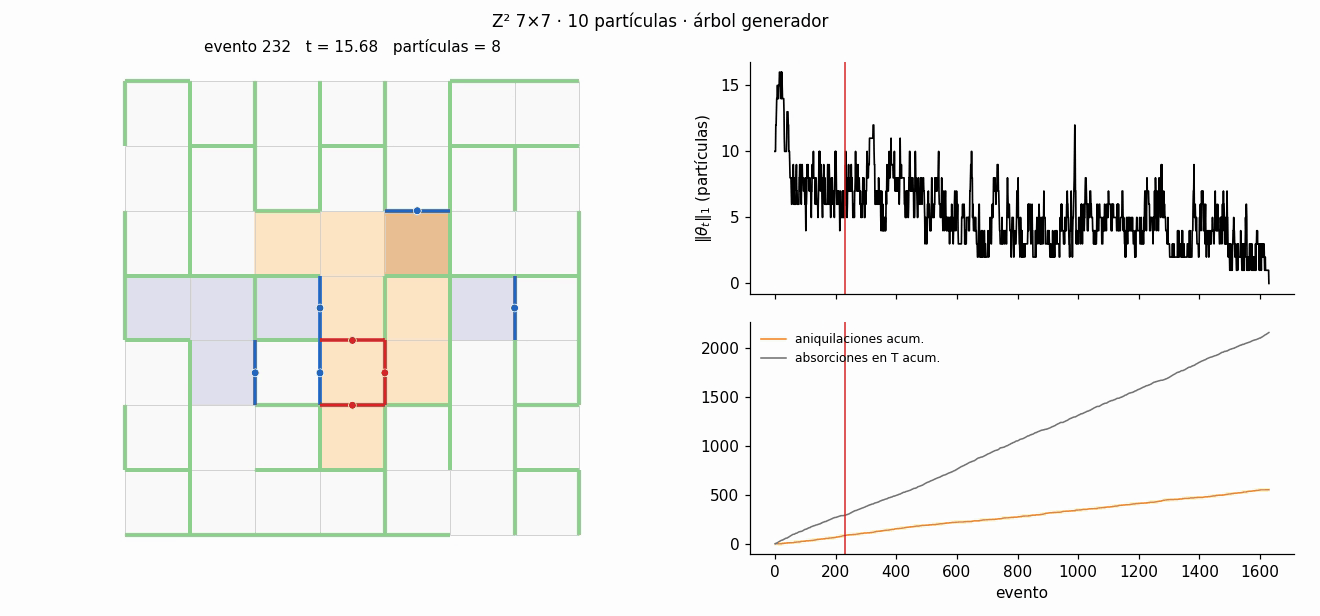 Z² 7×7 · 10 partículas · árbol generador
evento 232   t = 15.68   partículas = 8
‖θₜ‖₁ (partículas)
15
10
5
0
aniquilaciones acum.
absorciones en T acum.
2000
1500
1000
500
0
0 200 400 600 800 1000 1200 1400 1600
evento